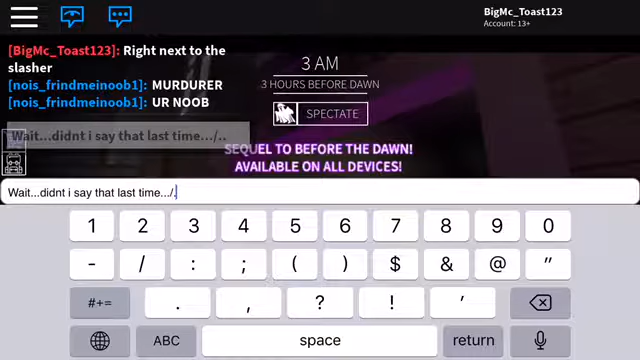 BigMc_Toast123
Account: 13+
[BigMc_Toast123]: Right next to the
slasher
[nois_frindmeinoob1]: MURDURER
[nois_frindmeinoob1]: UR NOOB
Wait...didnt i say that last time.../..
3 AM
3 HOURS BEFORE DAWN
SPECTATE
SEQUEL TO BEFORE THE DAWN!
AVAILABLE ON ALL DEVICES!
Wait...didnt i say that last time.../.
1 2 3 4 5 6 7 8 9 0
- / : ; ( ) $ & @ "
#+= . , ? ! '
ABC space return